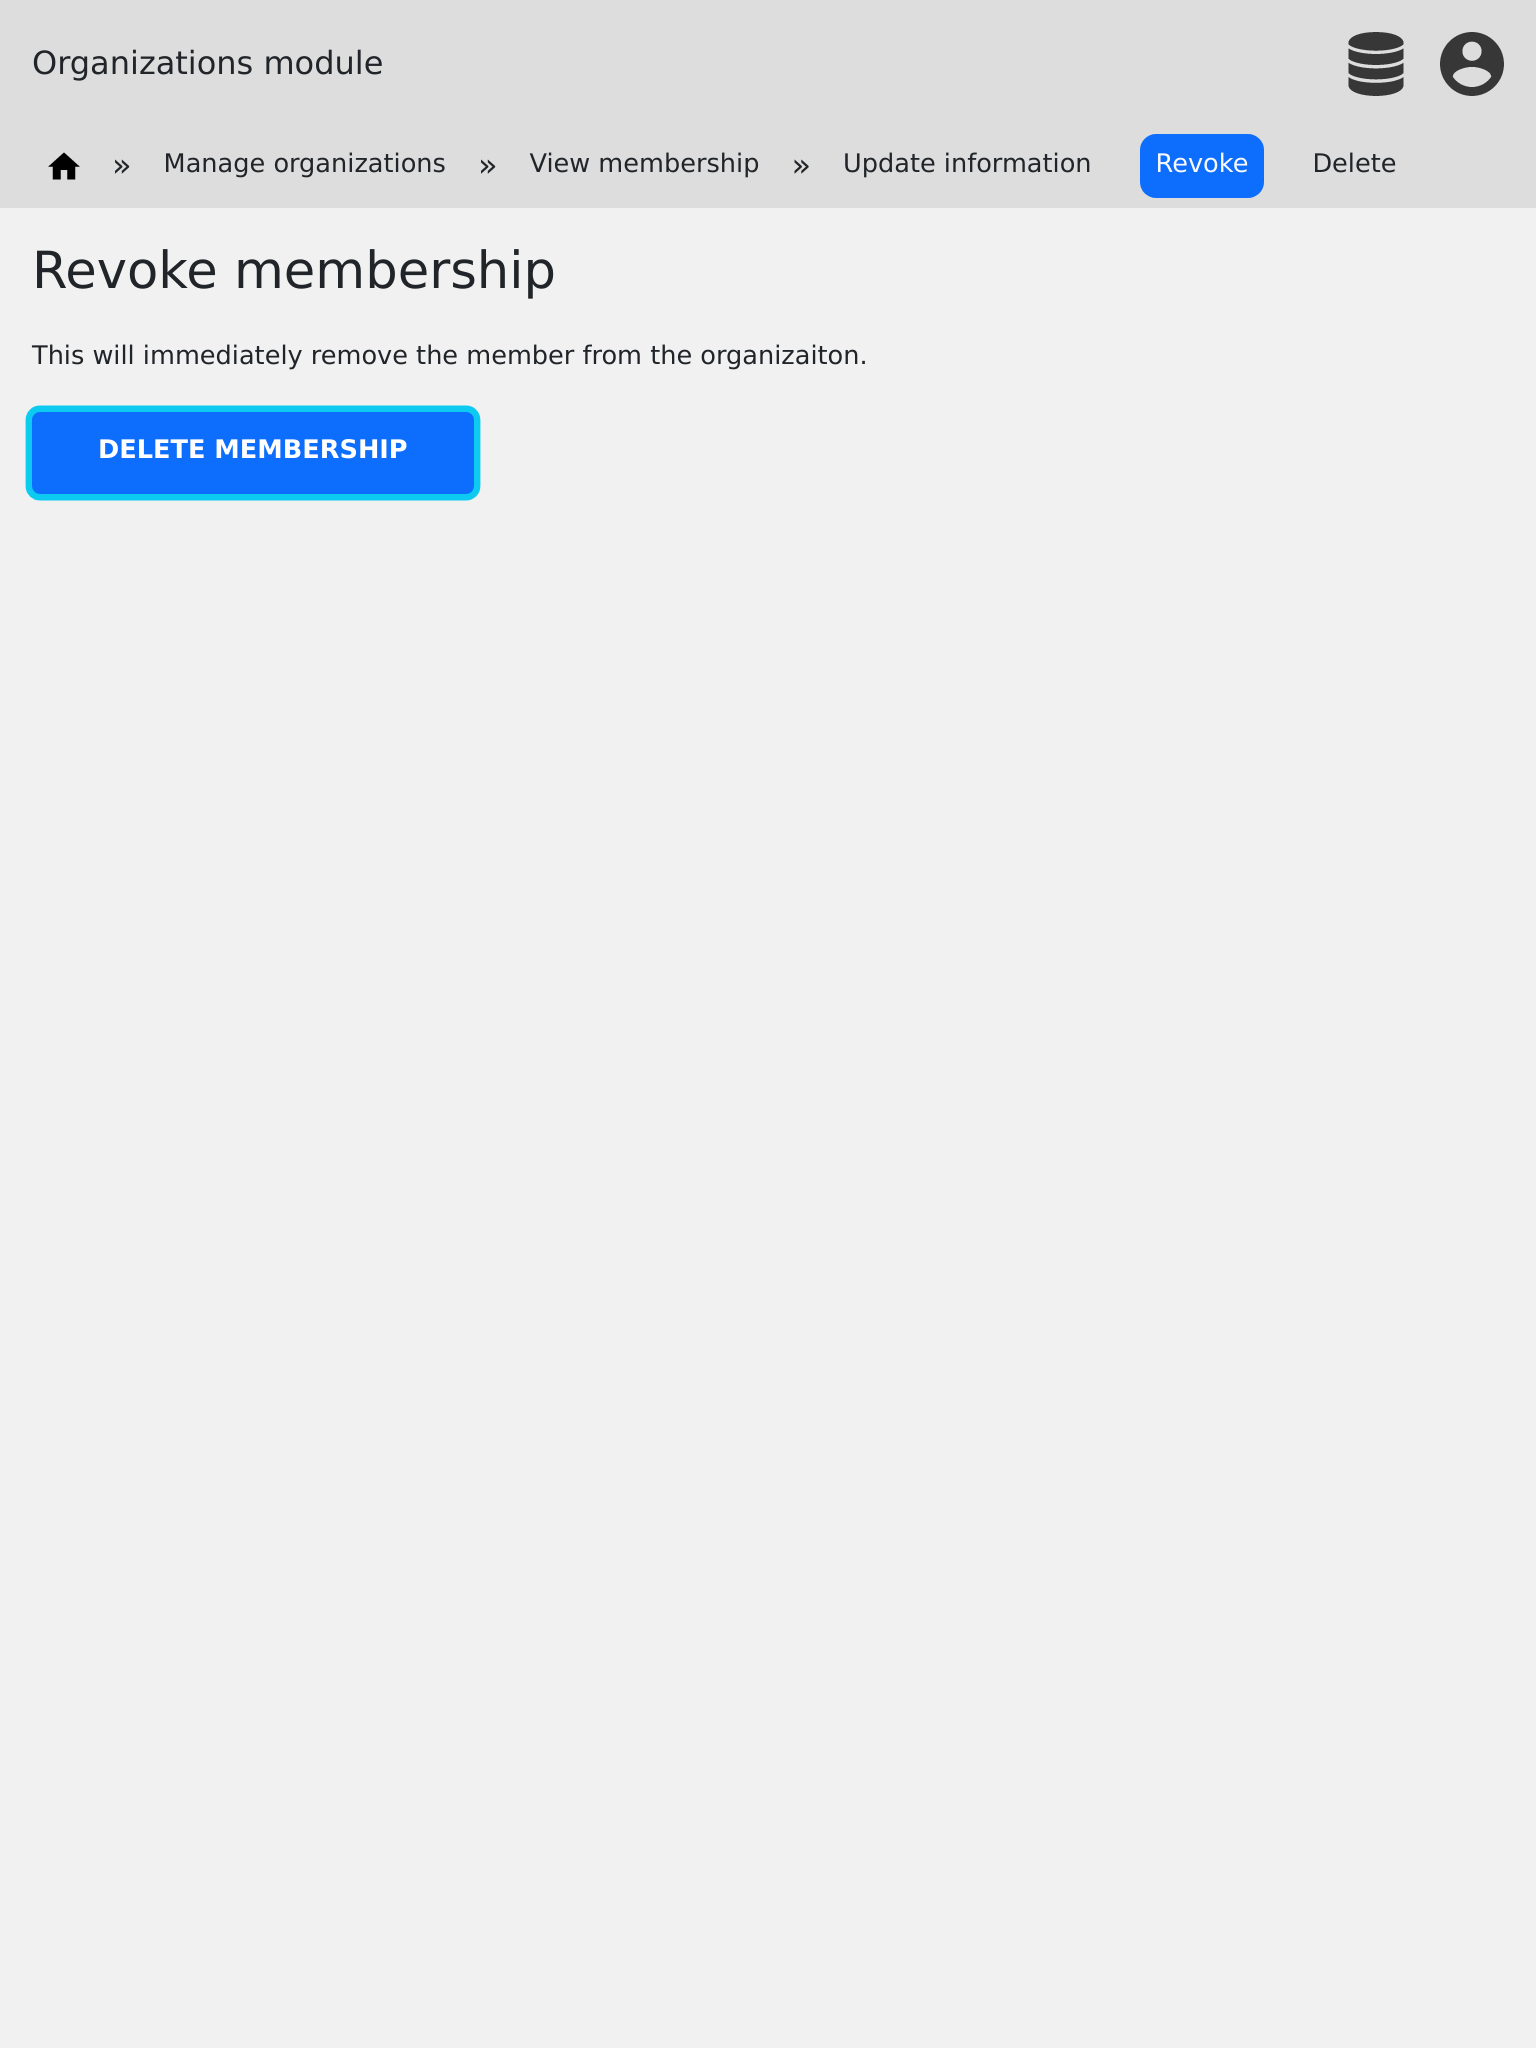 Organizations module
» Manage organizations » View membership » Update information Revoke Delete
Revoke membership
This will immediately remove the member from the organizaiton.
DELETE MEMBERSHIP